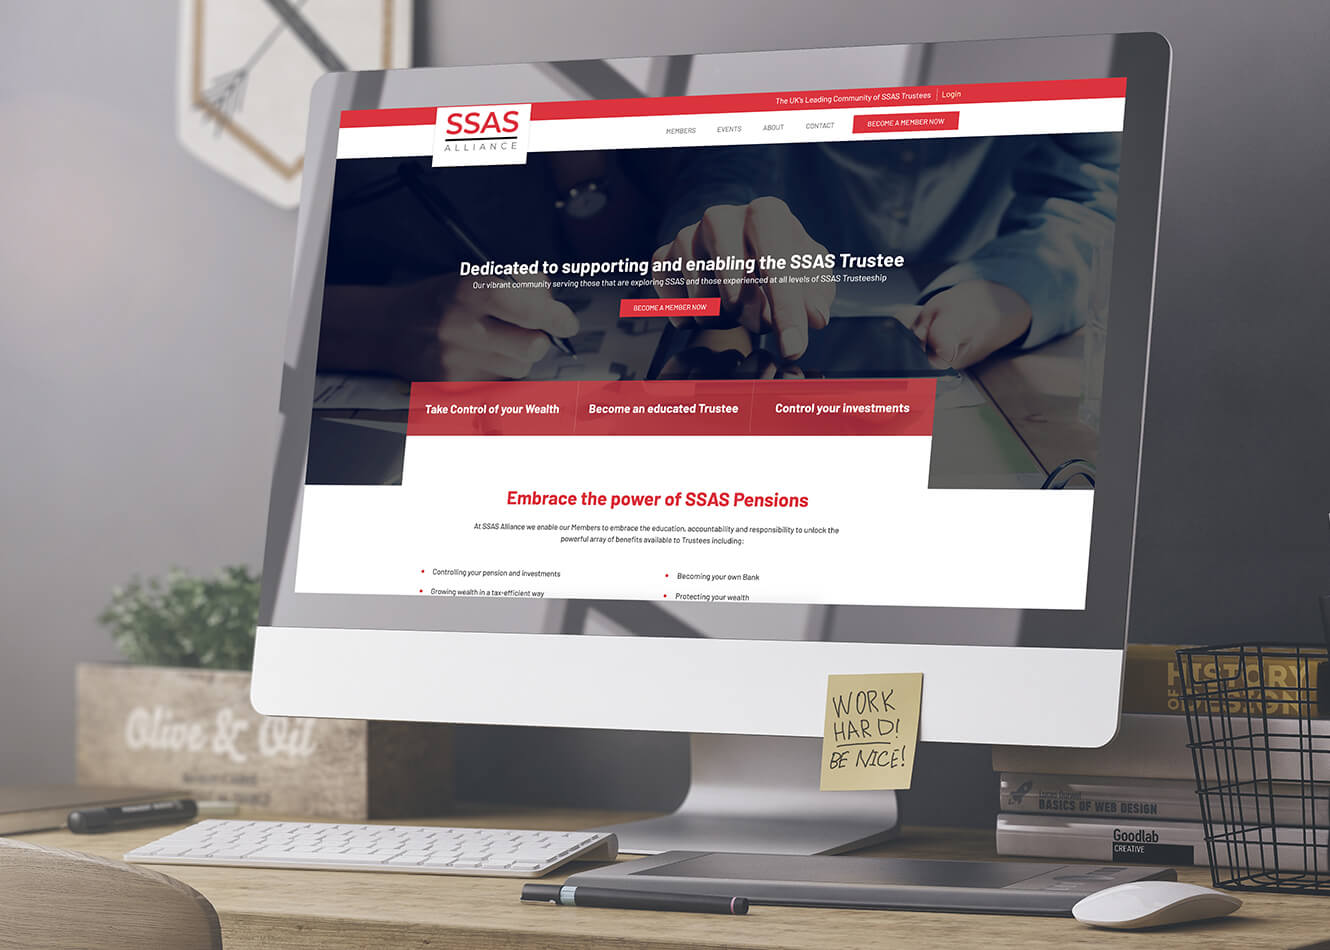 The UK's Leading Community of SSAS Trustees | Login
SSAS
ALLIANCE
MEMBERS EVENTS ABOUT CONTACT BECOME A MEMBER NOW
Dedicated to supporting and enabling the SSAS Trustee
Our vibrant community serving those that are exploring SSAS and those experienced at all levels of SSAS Trusteeship
BECOME A MEMBER NOW
Take Control of your Wealth Become an educated Trustee Control your investments
Embrace the power of SSAS Pensions
At SSAS Alliance we enable our Members to embrace the education, accountability and responsibility to unlock the
powerful array of benefits available to Trustees including:
Controlling your pension and investments
Becoming your own Bank
Growing wealth in a tax-efficient way
Protecting your wealth
WORK
HARD!
BE NICE!
Olive & Oil
HISTORY
OF DESIGN
BASICS OF WEB DESIGN
Goodlab
CREATIVE